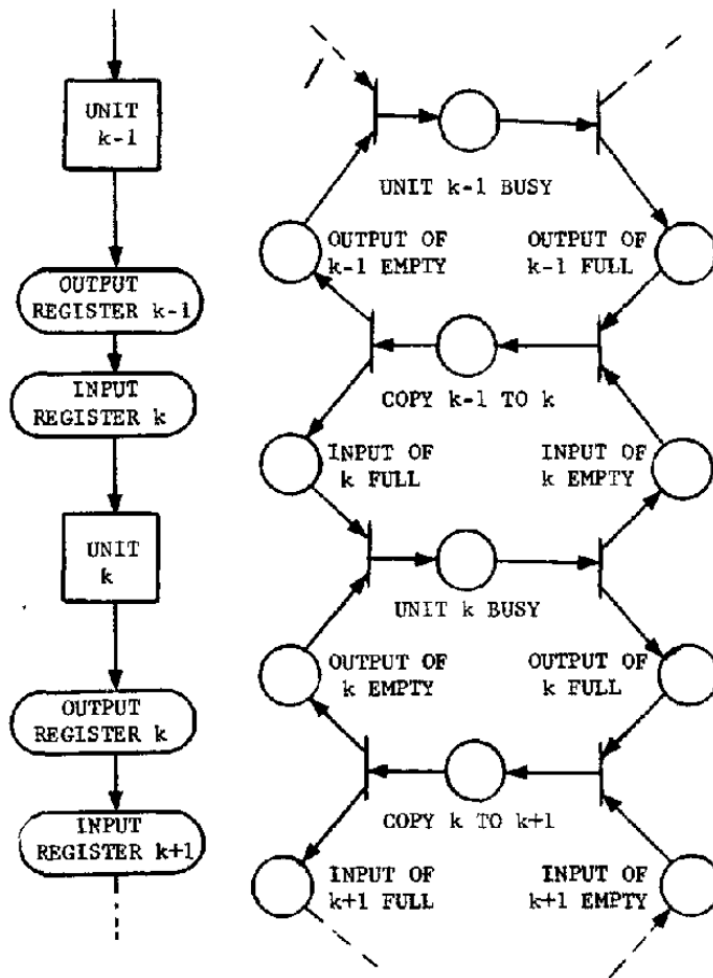 UNIT
k-1
OUTPUT
REGISTER k-1
INPUT
REGISTER k
UNIT
k
OUTPUT
REGISTER k
INPUT
REGISTER k+1
UNIT k-1 BUSY
OUTPUT OF
k-1 EMPTY
OUTPUT OF
k-1 FULL
COPY k-1 TO k
INPUT OF
k FULL
INPUT OF
k EMPTY
UNIT k BUSY
OUTPUT OF
k EMPTY
OUTPUT OF
k FULL
COPY k TO k+1
INPUT OF
k+1 FULL
INPUT OF
k+1 EMPTY